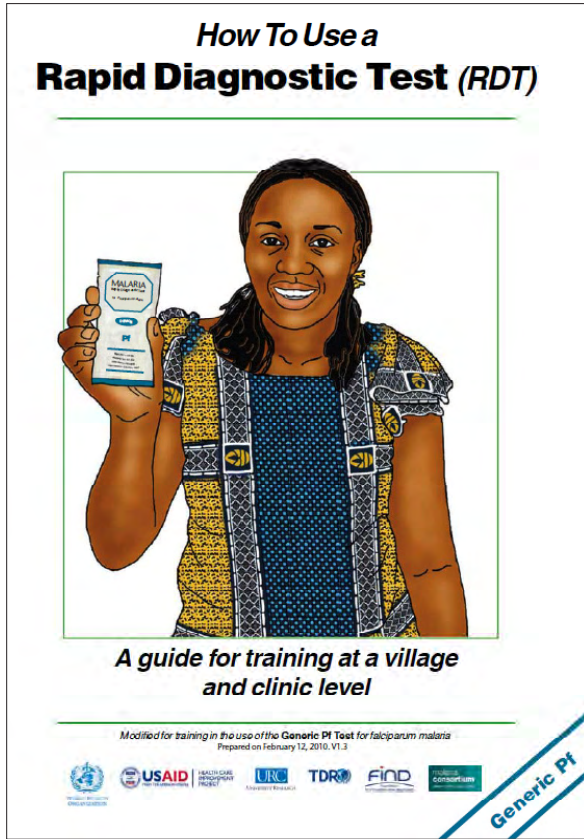 How To Use a
Rapid Diagnostic Test (RDT)
MALARIA
Pf
A guide for training at a village
and clinic level
Modified for training in the use of the Generic Pf Test for falciparum malaria
Prepared on February 12, 2010. V1.3
USAID
HEALTH CARE
IMPROVEMENT
PROJECT
URC
TDR
FIND
malaria
consortium
Generic Pf